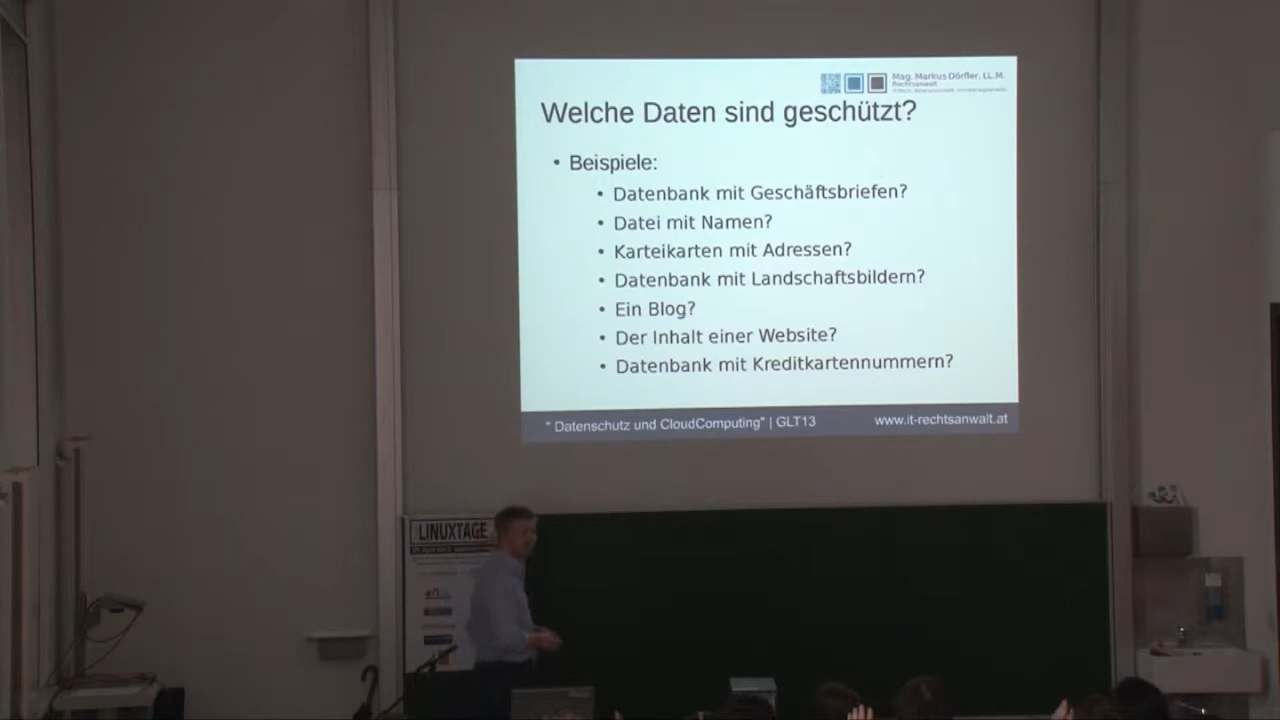 Mag. Markus Dörfler, LL.M.
Rechtsanwalt
Welche Daten sind geschützt?
• Beispiele:
• Datenbank mit Geschäftsbriefen?
• Datei mit Namen?
• Karteikarten mit Adressen?
• Datenbank mit Landschaftsbildern?
• Ein Blog?
• Der Inhalt einer Website?
• Datenbank mit Kreditkartennummern?
" Datenschutz und CloudComputing" | GLT13
www.it-rechtsanwalt.at
LINUXTAGE